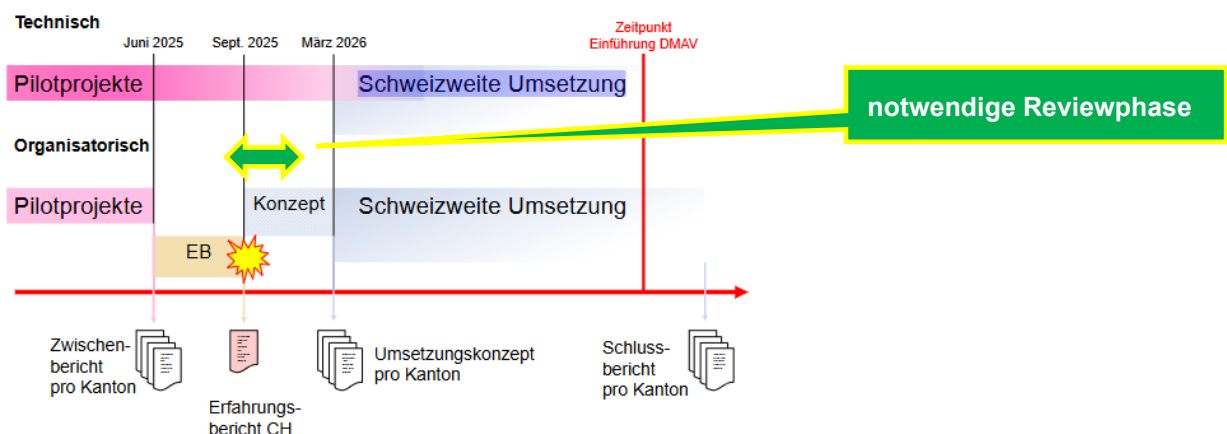 Technisch
Juni 2025
Sept. 2025
März 2026
Zeitpunkt
Einführung DMAV
Pilotprojekte
Schweizweite Umsetzung
notwendige Reviewphase
Organisatorisch
Pilotprojekte
Konzept
Schweizweite Umsetzung
EB
Zwischen-
bericht
pro Kanton
Erfahrungs-
bericht CH
Umsetzungskonzept
pro Kanton
Schluss-
bericht
pro Kanton